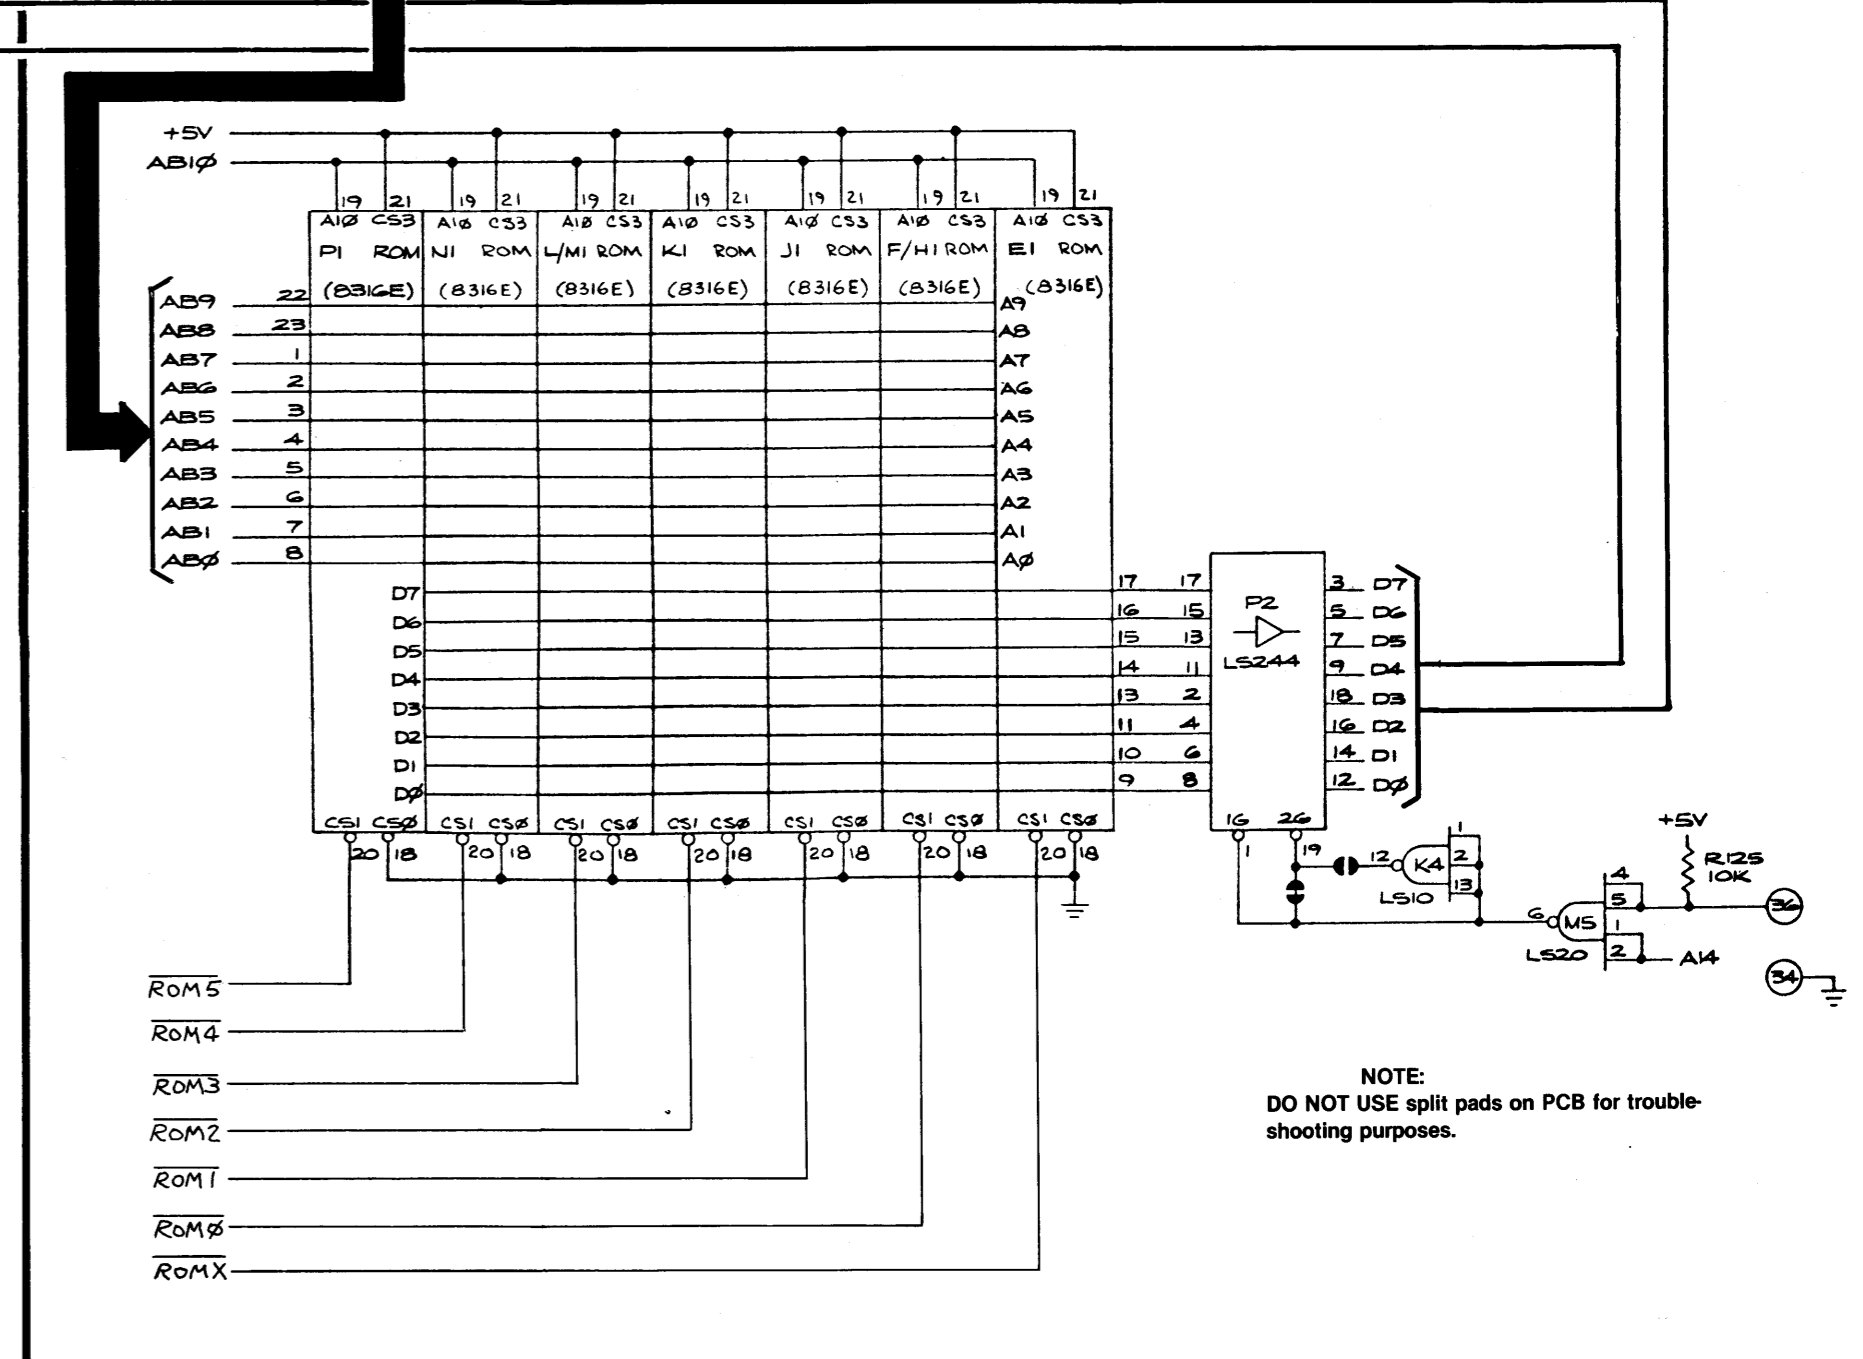 +5V
ABIØ
19 21 19 21 19 21 19 21 19 21 19 21 19 21
A1Ø CS3 A1Ø CS3 A1Ø CS3 A1Ø CS3 A1Ø CS3 A1Ø CS3 A1Ø CS3
P1 ROM N1 ROM L/M1 ROM K1 ROM J1 ROM F/H1 ROM E1 ROM
(8316E) (8316E) (8316E) (8316E) (8316E) (8316E) (8316E)
AB9 22 A9
AB8 23 A8
AB7 1 A7
AB6 2 A6
AB5 3 A5
AB4 4 A4
AB3 5 A3
AB2 6 A2
AB1 7 A1
ABØ 8 AØ
D7 17 17 3 D7
D6 16 15 5 D6
D5 15 13 7 D5
D4 14 11 9 D4
D3 13 2 18 D3
D2 11 4 16 D2
D1 10 6 14 D1
DØ 9 8 12 DØ
P2
LS244
CS1 CSØ CS1 CSØ CS1 CSØ CS1 CSØ CS1 CSØ CS1 CSØ CS1 CSØ
20 18 20 18 20 18 20 18 20 18 20 18 20 18
1G 2G
1 19
12 K4 1 2 13
LS10
+5V
R125
10K
6 M5 4 5 1 2
LS20
36
A14
34
ROM5
ROM4
ROM3
ROM2
ROM1
ROMØ
ROMX
NOTE:
DO NOT USE split pads on PCB for trouble-
shooting purposes.